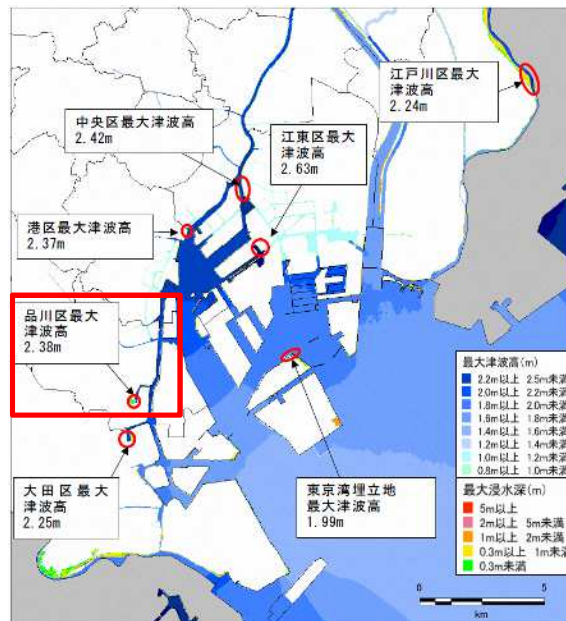 江戸川区最大
津波高
2.24m
中央区最大津波高
2.42m
江東区最大
津波高
2.63m
港区最大津波高
2.37m
品川区最大
津波高
2.38m
大田区最大
津波高
2.25m
東京湾埋立地
最大津波高
1.99m
最大津波高(m)
2.2m以上 2.5m未満
2.0m以上 2.2m未満
1.8m以上 2.0m未満
1.6m以上 1.8m未満
1.4m以上 1.6m未満
1.2m以上 1.4m未満
1.0m以上 1.2m未満
0.8m以上 1.0m未満
最大浸水深(m)
5m以上
2m以上 5m未満
1m以上 2m未満
0.3m以上 1m未満
0.3m未満
0 5
km